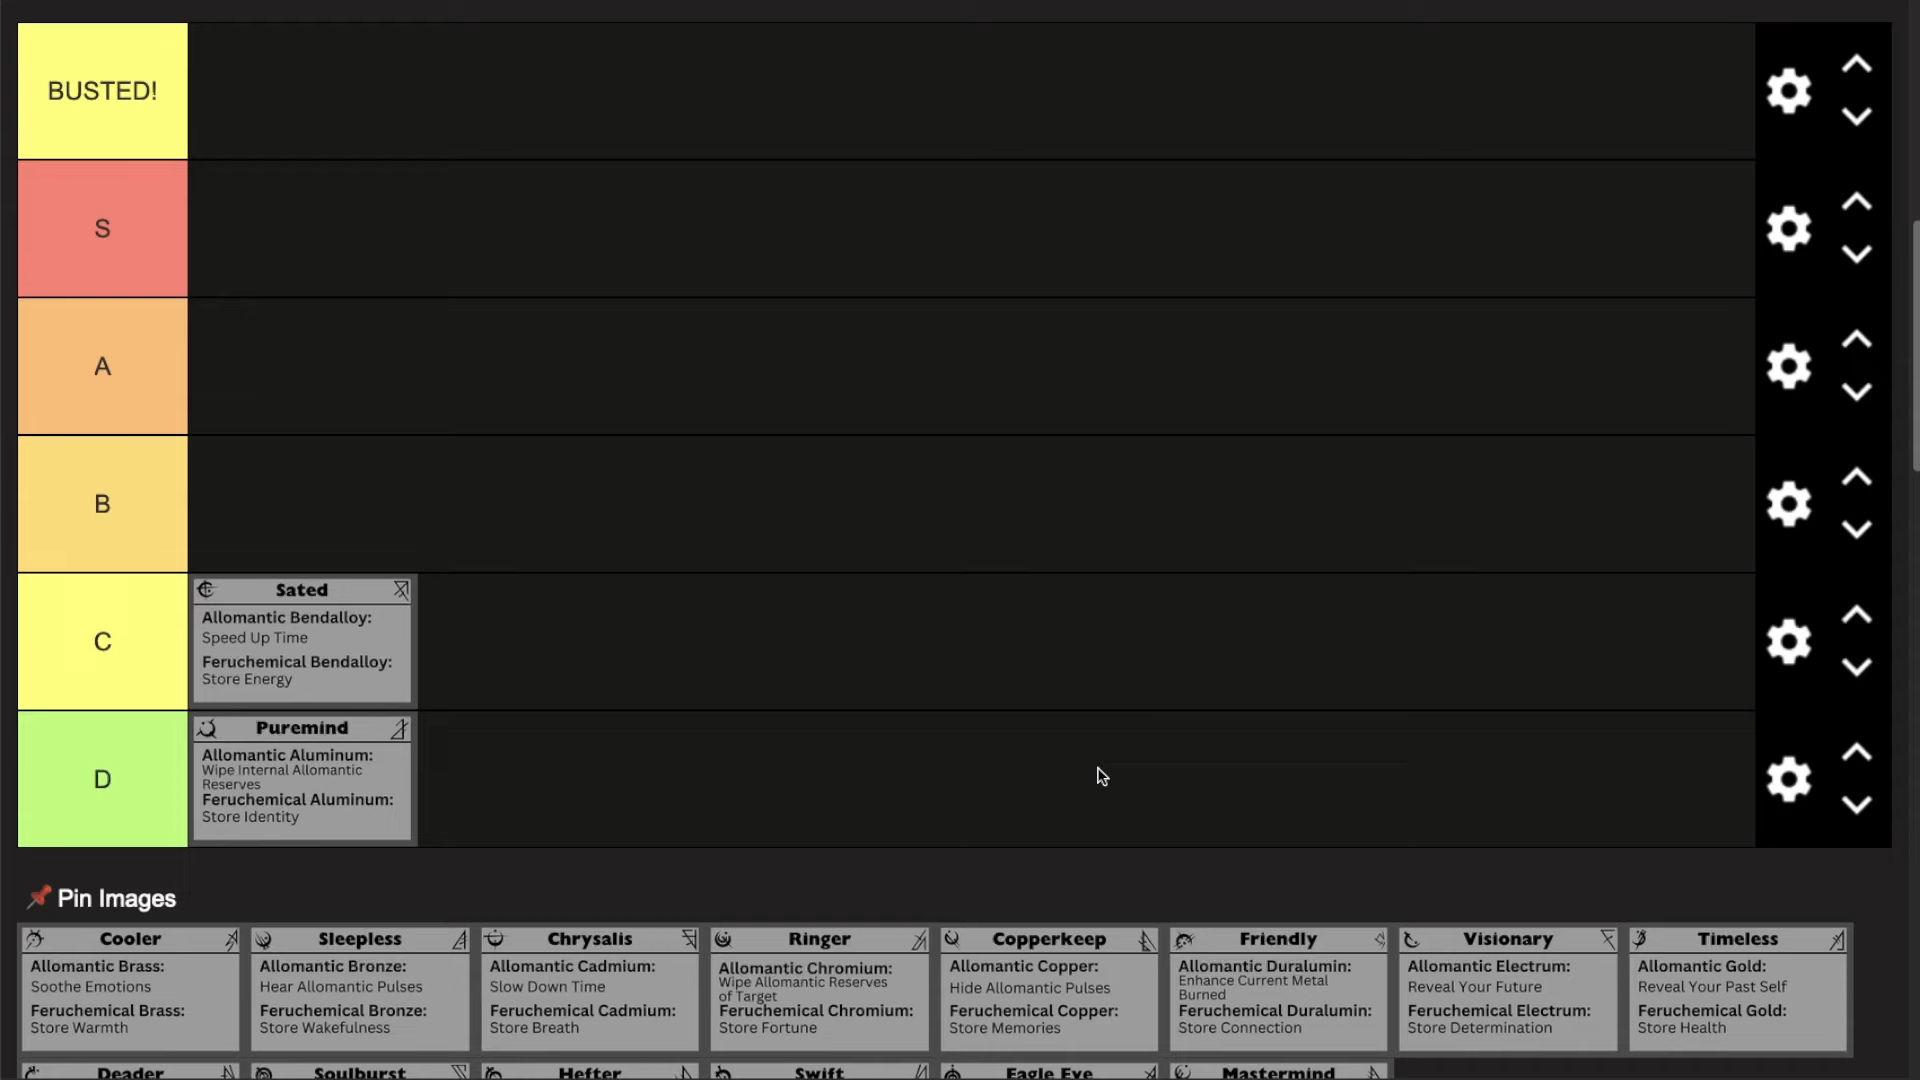 BUSTED!
S
A
B
C
Sated
Allomantic Bendalloy:
Speed Up Time
Feruchemical Bendalloy:
Store Energy
D
Puremind
Allomantic Aluminum:
Wipe Internal Allomantic
Reserves
Feruchemical Aluminum:
Store Identity
Pin Images
Cooler
Allomantic Brass:
Soothe Emotions
Feruchemical Brass:
Store Warmth
Sleepless
Allomantic Bronze:
Hear Allomantic Pulses
Feruchemical Bronze:
Store Wakefulness
Chrysalis
Allomantic Cadmium:
Slow Down Time
Feruchemical Cadmium:
Store Breath
Ringer
Allomantic Chromium:
Wipe Allomantic Reserves
of Target
Feruchemical Chromium:
Store Fortune
Copperkeep
Allomantic Copper:
Hide Allomantic Pulses
Feruchemical Copper:
Store Memories
Friendly
Allomantic Duralumin:
Enhance Current Metal
Burned
Feruchemical Duralumin:
Store Connection
Visionary
Allomantic Electrum:
Reveal Your Future
Feruchemical Electrum:
Store Determination
Timeless
Allomantic Gold:
Reveal Your Past Self
Feruchemical Gold:
Store Health
Deader
Soulburst
Hefter
Swift
Eagle Eye
Mastermind